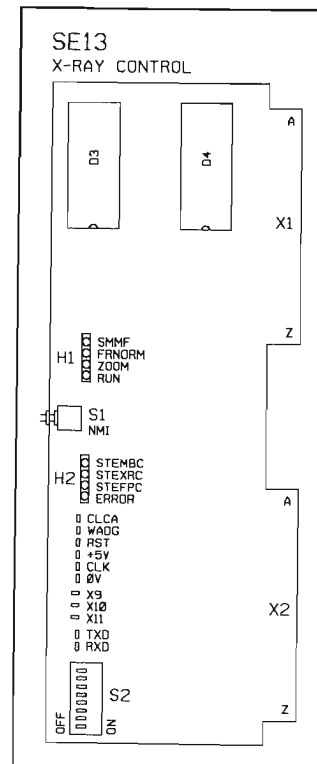 SE13
X-RAY CONTROL
A
D3
D4
X1
Z
H1
SMMF
FRNORM
ZOOM
RUN
S1
NMI
H2
STEMBC
STEXRC
STEFPC
ERROR
A
CLCA
WADG
RST
+5V
CLK
0V
X9
X10
X11
X2
TXD
RXD
S2
Z
OFF
ON